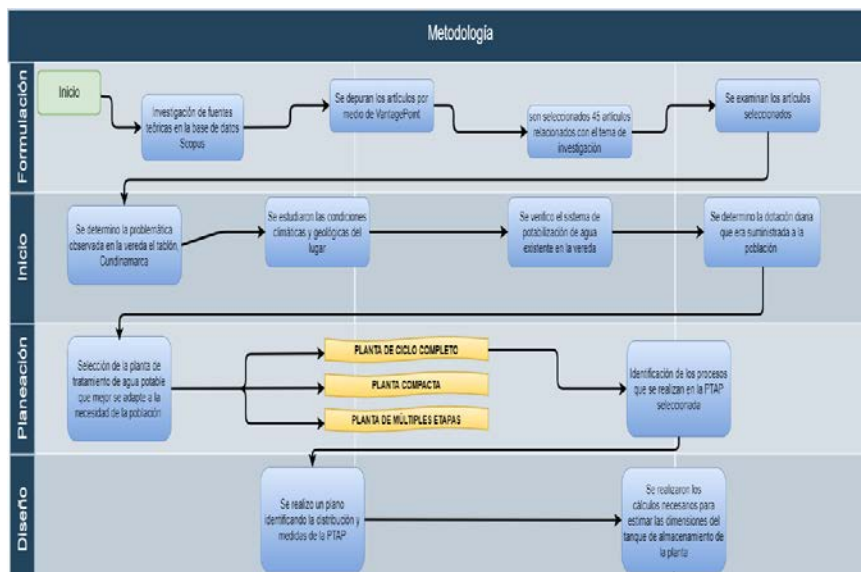 Metodología
Formulación
Inicio
Investigación de fuentes
teóricas en la base de datos
Scopus
Se depuran los artículos por
medio de VantagePoint
son seleccionados 45 artículos
relacionados con el tema de
investigación
Se examinan los artículos
seleccionados
Inicio
Se determino la problemática
observada en la vereda el tablón,
Cundinamarca
Se estudiaron las condiciones
climáticas y geológicas del
lugar
Se verifico el sistema de
potabilización de agua
existente en la vereda
Se determino la dotación diaria
que era suministrada a la
población
Planeación
Selección de la planta de
tratamiento de agua potable
que mejor se adapte a la
necesidad de la población
PLANTA DE CICLO COMPLETO
PLANTA COMPACTA
PLANTA DE MÚLTIPLES ETAPAS
Identificación de los procesos
que se realizan en la PTAP
seleccionada
Diseño
Se realizo un plano
identificando la distribución y
medidas de la PTAP
Se realizaron los
cálculos necesarios para
estimar las dimensiones del
tanque de almacenamiento de
la planta